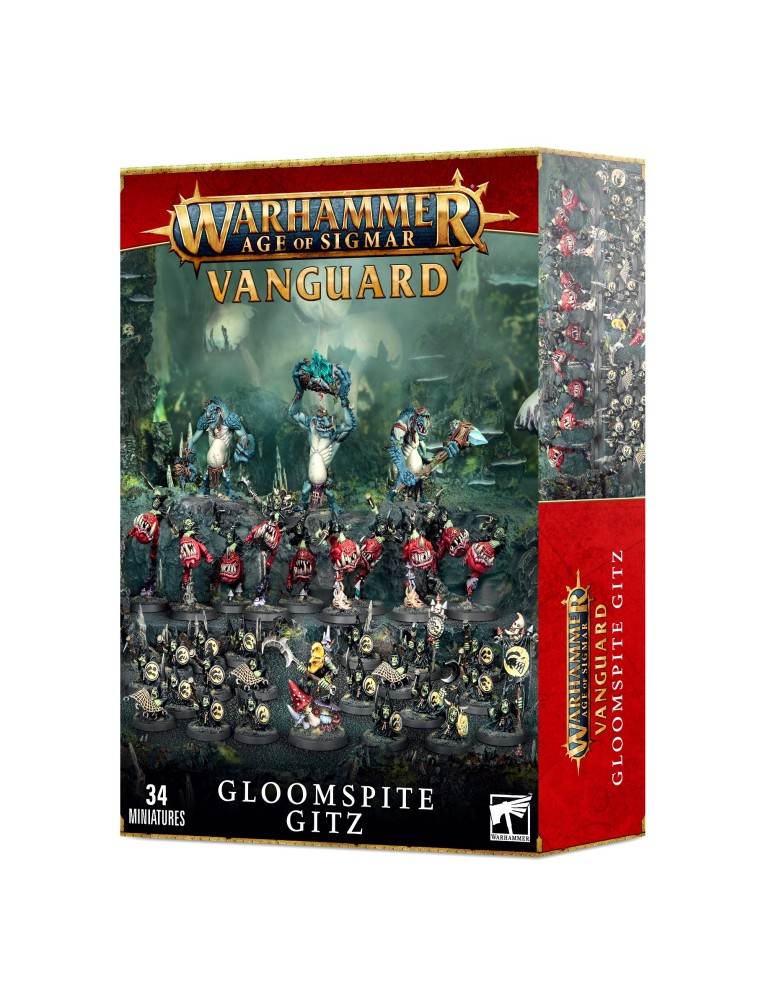 WARHAMMER
AGE OF SIGMAR
VANGUARD
34
MINIATURES
GLOOMSPITE
GITZ
WARHAMMER
WARHAMMER
AGE OF SIGMAR
VANGUARD
GLOOMSPITE GITZ